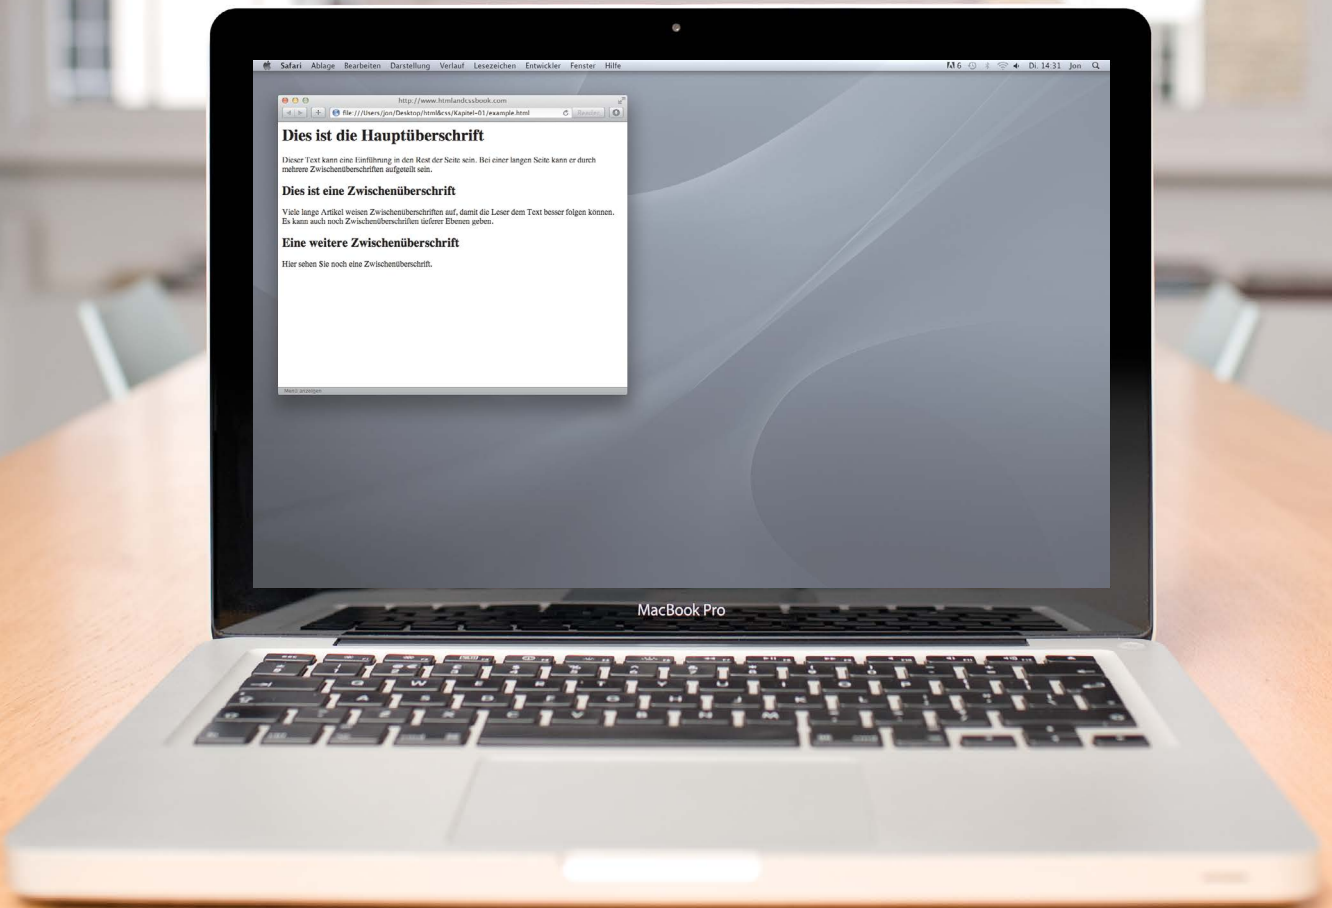 Safari Ablage Bearbeiten Darstellung Verlauf Lesezeichen Entwickler Fenster Hilfe
6 Di. 14:31 Jon
http://www.htmlandcssbook.com
file:///Users/jon/Desktop/html&css/Kapitel-01/example.html Reader
Dies ist die Hauptüberschrift
Dieser Text kann eine Einführung in den Rest der Seite sein. Bei einer langen Seite kann er durch
mehrere Zwischenüberschriften aufgeteilt sein.
Dies ist eine Zwischenüberschrift
Viele lange Artikel weisen Zwischenüberschriften auf, damit die Leser dem Text besser folgen können.
Es kann auch noch Zwischenüberschriften tieferer Ebenen geben.
Eine weitere Zwischenüberschrift
Hier sehen Sie noch eine Zwischenüberschrift.
Menü anzeigen
MacBook Pro